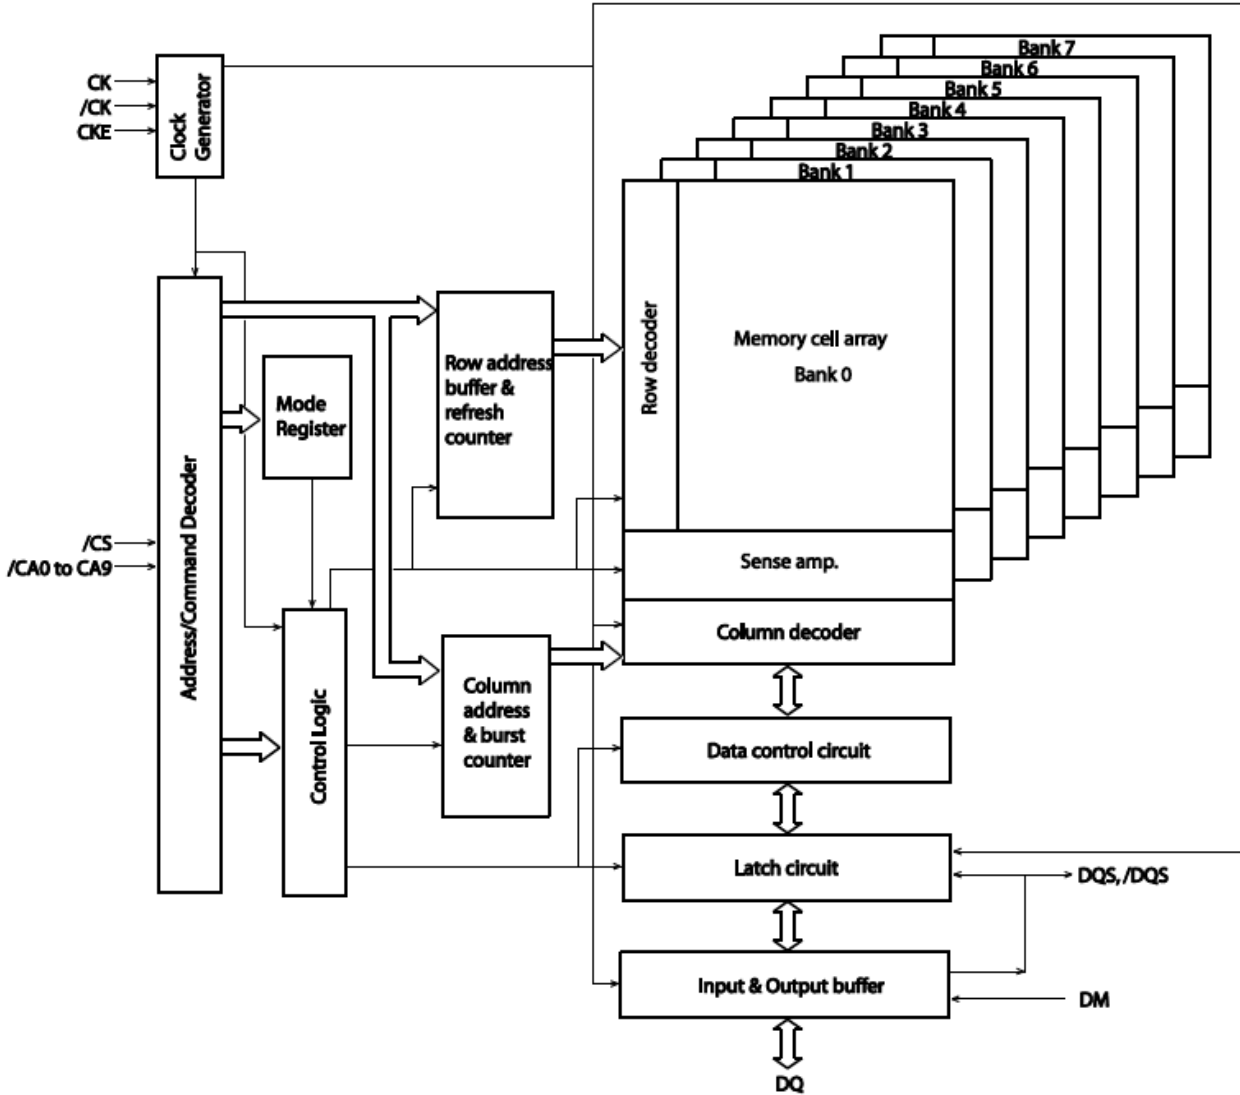 Bank 7
Bank 6
Bank 5
Bank 4
Bank 3
Bank 2
Bank 1
CK
/CK
CKE
Clock
Generator
Row decoder
Memory cell array
Bank 0
Row address
buffer &
refresh
counter
Mode
Register
Address/Command Decoder
/CS
/CA0 to CA9
Sense amp.
Column decoder
Control Logic
Column
address
& burst
counter
Data control circuit
Latch circuit
DQS, /DQS
Input & Output buffer
DM
DQ